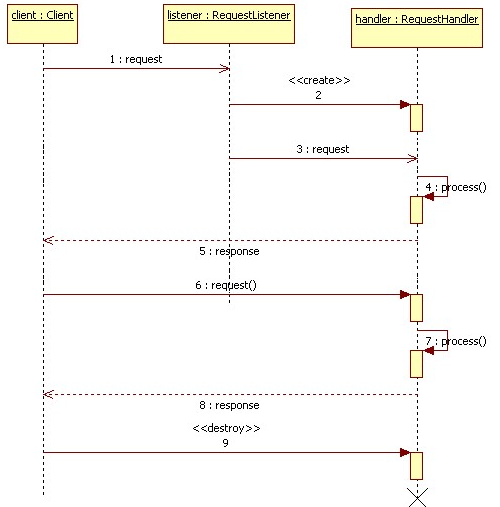 client : Client
listener : RequestListener
handler : RequestHandler
1 : request
<<create>>
2
3 : request
4 : process()
5 : response
6 : request()
7 : process()
8 : response
<<destroy>>
9